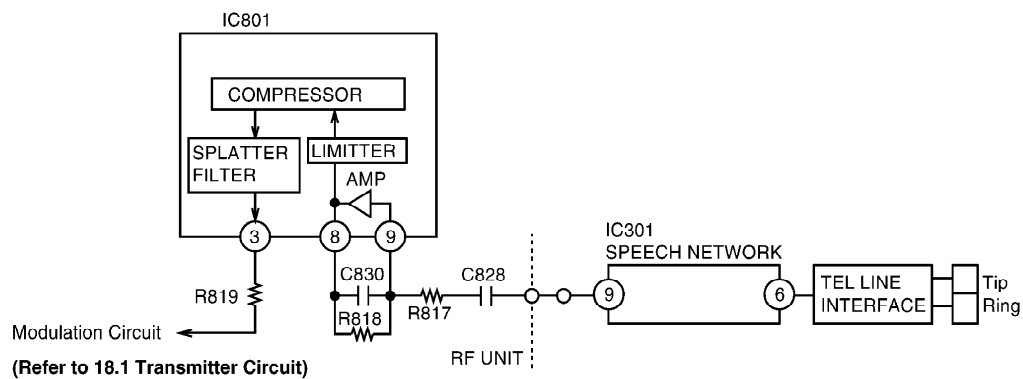 IC801
COMPRESSOR
SPLATTER
FILTER
LIMITTER
AMP
3
8
9
R819
C830
R818
R817
C828
RF UNIT
IC301
SPEECH NETWORK
9
6
TEL LINE
INTERFACE
Tip
Ring
Modulation Circuit
(Refer to 18.1 Transmitter Circuit)